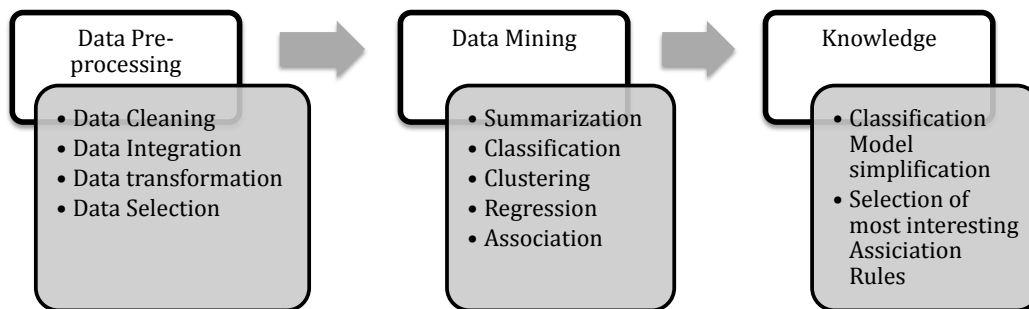 Data Pre-
processing
• Data Cleaning
• Data Integration
• Data transformation
• Data Selection
Data Mining
• Summarization
• Classification
• Clustering
• Regression
• Association
Knowledge
• Classification
Model
simplification
• Selection of
most interesting
Assiciation
Rules